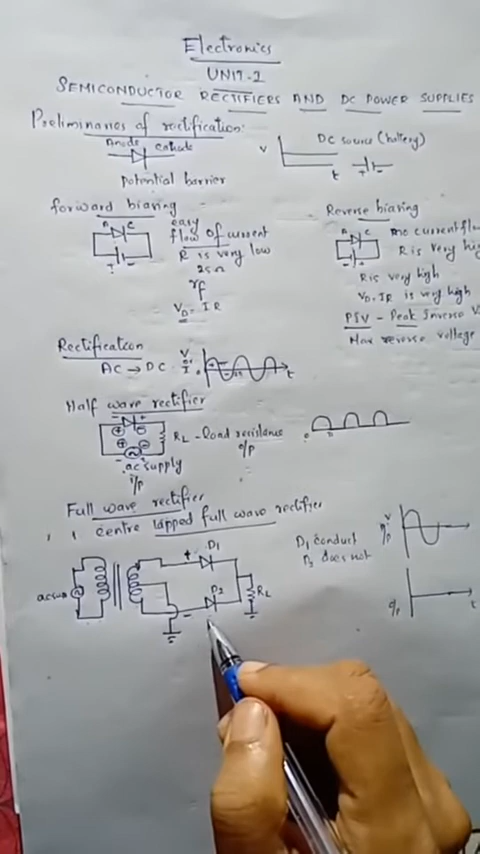 Electronics
UNIT-2
SEMICONDUCTOR RECTIFIERS AND DC POWER SUPPLIES
Preliminaries of rectification:
Anode cathode
Potential barrier
V
DC source (battery)
t
+ -
forward biasing
A C
+ -
easy
flow of current
R is very low
25Ω
rf
VD = IR
Reverse biasing
A C
no current flo
R is very hig
R is very high
VD = IR is very high
PIV - Peak Inverse V
Max reverse voltage
Rectification
AC → DC
V
I
t
Half wave rectifier
- +
RL - load resistance
ac supply
i/p
o/p
0
Full wave rectifier
centre tapped full wave rectifier
D1
+
D2
-
RL
D1 conduct
D2 does not
V
i/p
t
o/p